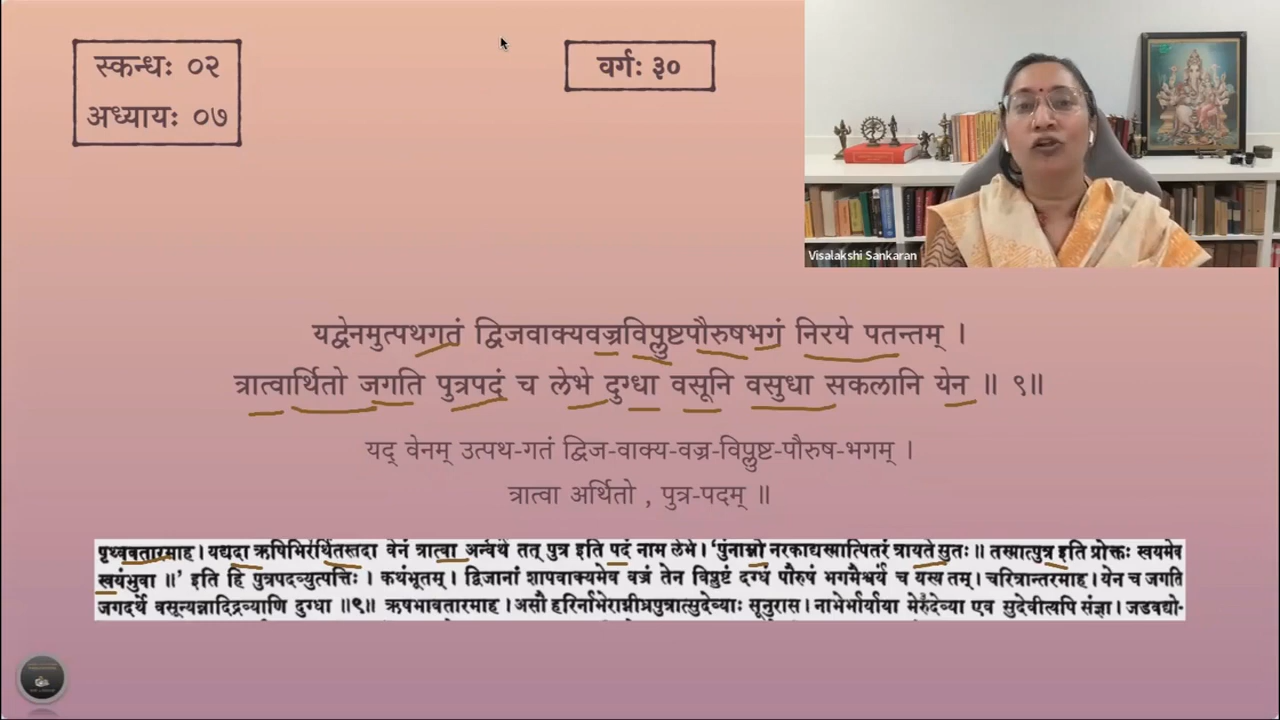 स्कन्धः ०२
अध्यायः ०७
वर्गः ३०
Visalakshi Sankaran
यद्वेनमुत्पथगतं द्विजवाक्यवज्रविप्लुष्टपौरुषभगं निरये पतन्तम् ।
त्रात्वार्थितो जगति पुत्रपदं च लेभे दुग्धा वसूनि वसुधा सकलानि येन ॥ ९॥
यद् वेनम् उत्पथ-गतं द्विज-वाक्य-वज्र-विप्लुष्ट-पौरुष-भगम् ।
त्रात्वा अर्थितो , पुत्र-पदम् ॥
पृथ्ववतारमाह । यद्यदा ऋषिभिरर्थितस्तदा वेनं त्रात्वा अन्वर्थं तत् पुत्र इति पदं नाम लेभे । 'पुंनाम्नो नरकाद्यस्मात्पितरं त्रायते सुतः ॥ तस्मात्पुत्र इति प्रोक्तः स्वयमेव
स्वयंभुवा ॥' इति हि पुत्रपदव्युत्पत्तिः । कथंभूतम् । द्विजानां शापवाक्यमेव वज्रं तेन विप्लुष्टं दग्धं पौरुषं भगमैश्वर्यं च यस्य तम् । चरित्रान्तरमाह । येन च जगति
जगदर्थे वसून्यन्नादिद्रव्याणि दुग्धा ॥९॥ ऋषभावतारमाह । असौ हरिर्नाभेराग्नीध्रपुत्रात्सुदेव्याः सूनुरास । नाभेर्भार्याया मेरुदेव्या एव सुदेवीत्यपि संज्ञा । जडवद्यो-